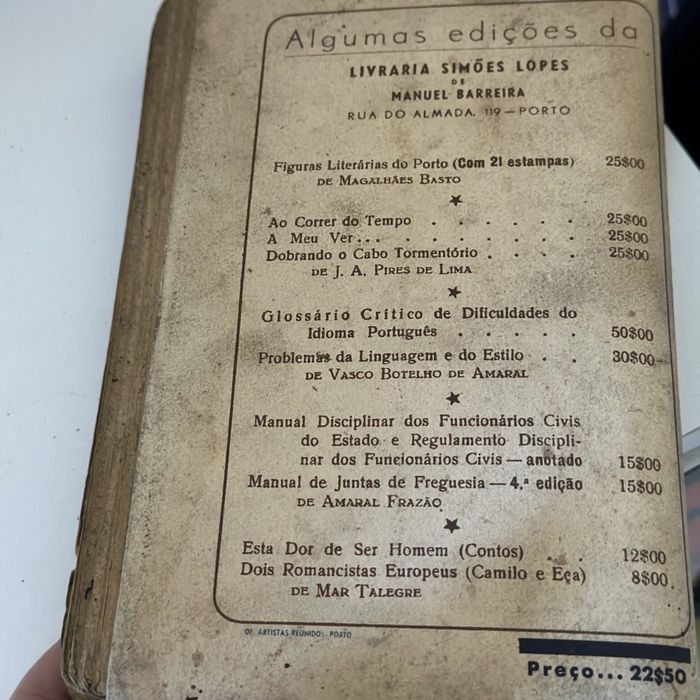 Algumas edições da
LIVRARIA SIMÕES LOPES
DE
MANUEL BARREIRA
RUA DO ALMADA, 119 — PORTO
Figuras Literárias do Porto (Com 21 estampas) 25$00
DE MAGALHÃES BASTO
Ao Correr do Tempo . . . . . 25$00
A Meu Ver... . . . . . . . 25$00
Dobrando o Cabo Tormentório . . . . 25$00
DE J. A. PIRES DE LIMA
Glossário Crítico de Dificuldades do
Idioma Português . . . . . 50$00
Problemas da Linguagem e do Estilo . . 30$00
DE VASCO BOTELHO DE AMARAL
Manual Disciplinar dos Funcionários Civis
do Estado e Regulamento Discipli-
nar dos Funcionários Civis — anotado 15$00
Manual de Juntas de Freguesia — 4.ª edição 15$00
DE AMARAL FRAZÃO
Esta Dor de Ser Homem (Contos) . . 12$00
Dois Romancistas Europeus (Camilo e Eça) 8$00
DE MAR TALEGRE
OF. ARTISTAS REUNIDOS - PORTO
Preço... 22$50